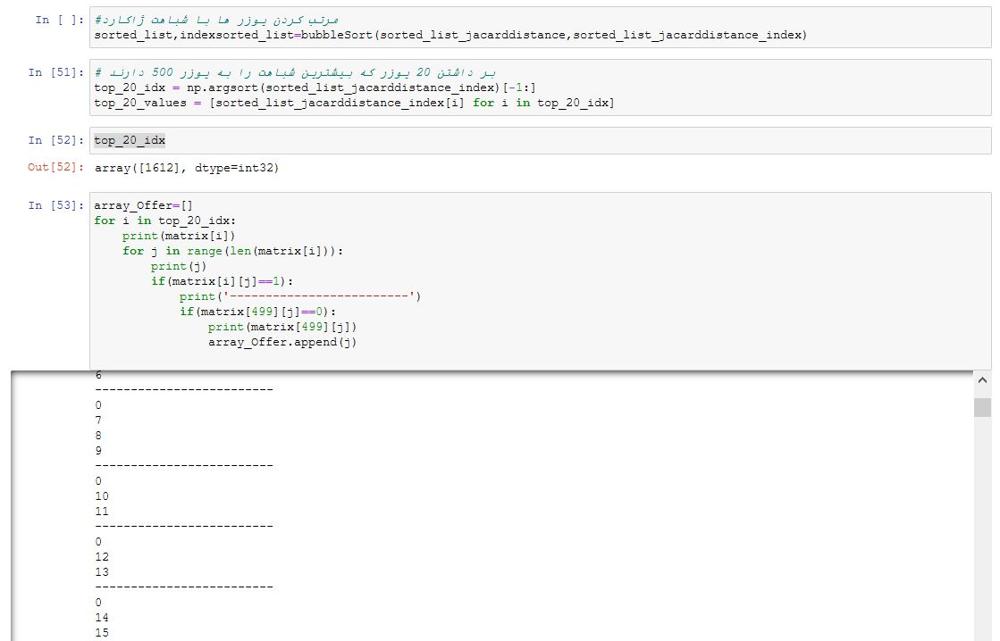 In [ ]: #مرتب کردن یوزر ها با شباهت ژاکارد
sorted_list,indexsorted_list=bubbleSort(sorted_list_jacarddistance,sorted_list_jacarddistance_index)
In [51]: # بر داشتن 20 یوزر که بیشترین شباهت را به یوزر 500 دارند
top_20_idx = np.argsort(sorted_list_jacarddistance_index)[-1:]
top_20_values = [sorted_list_jacarddistance_index[i] for i in top_20_idx]
In [52]: top_20_idx
Out[52]: array([1612], dtype=int32)
In [53]: array_Offer=[]
for i in top_20_idx:
    print(matrix[i])
    for j in range(len(matrix[i])):
        print(j)
        if(matrix[i][j]==1):
            print('-------------------------')
            if(matrix[499][j]==0):
                print(matrix[499][j])
                array_Offer.append(j)
6
-------------------------
0
7
8
9
-------------------------
0
10
11
-------------------------
0
12
13
-------------------------
0
14
15